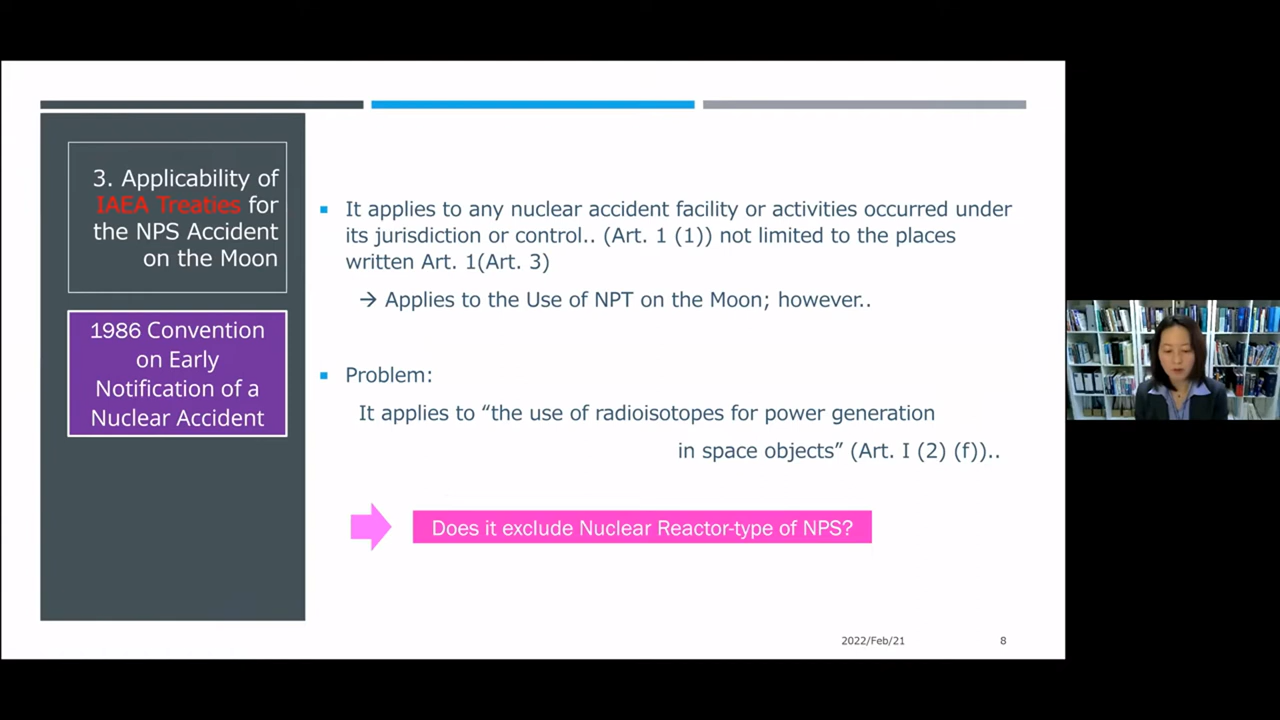 3. Applicability of
IAEA Treaties for
the NPS Accident
on the Moon
1986 Convention
on Early
Notification of a
Nuclear Accident
▪ It applies to any nuclear accident facility or activities occurred under
its jurisdiction or control.. (Art. 1 (1)) not limited to the places
written Art. 1(Art. 3)
→ Applies to the Use of NPT on the Moon; however..
▪ Problem:
It applies to “the use of radioisotopes for power generation
in space objects” (Art. I (2) (f))..
Does it exclude Nuclear Reactor-type of NPS?
2022/Feb/21
8